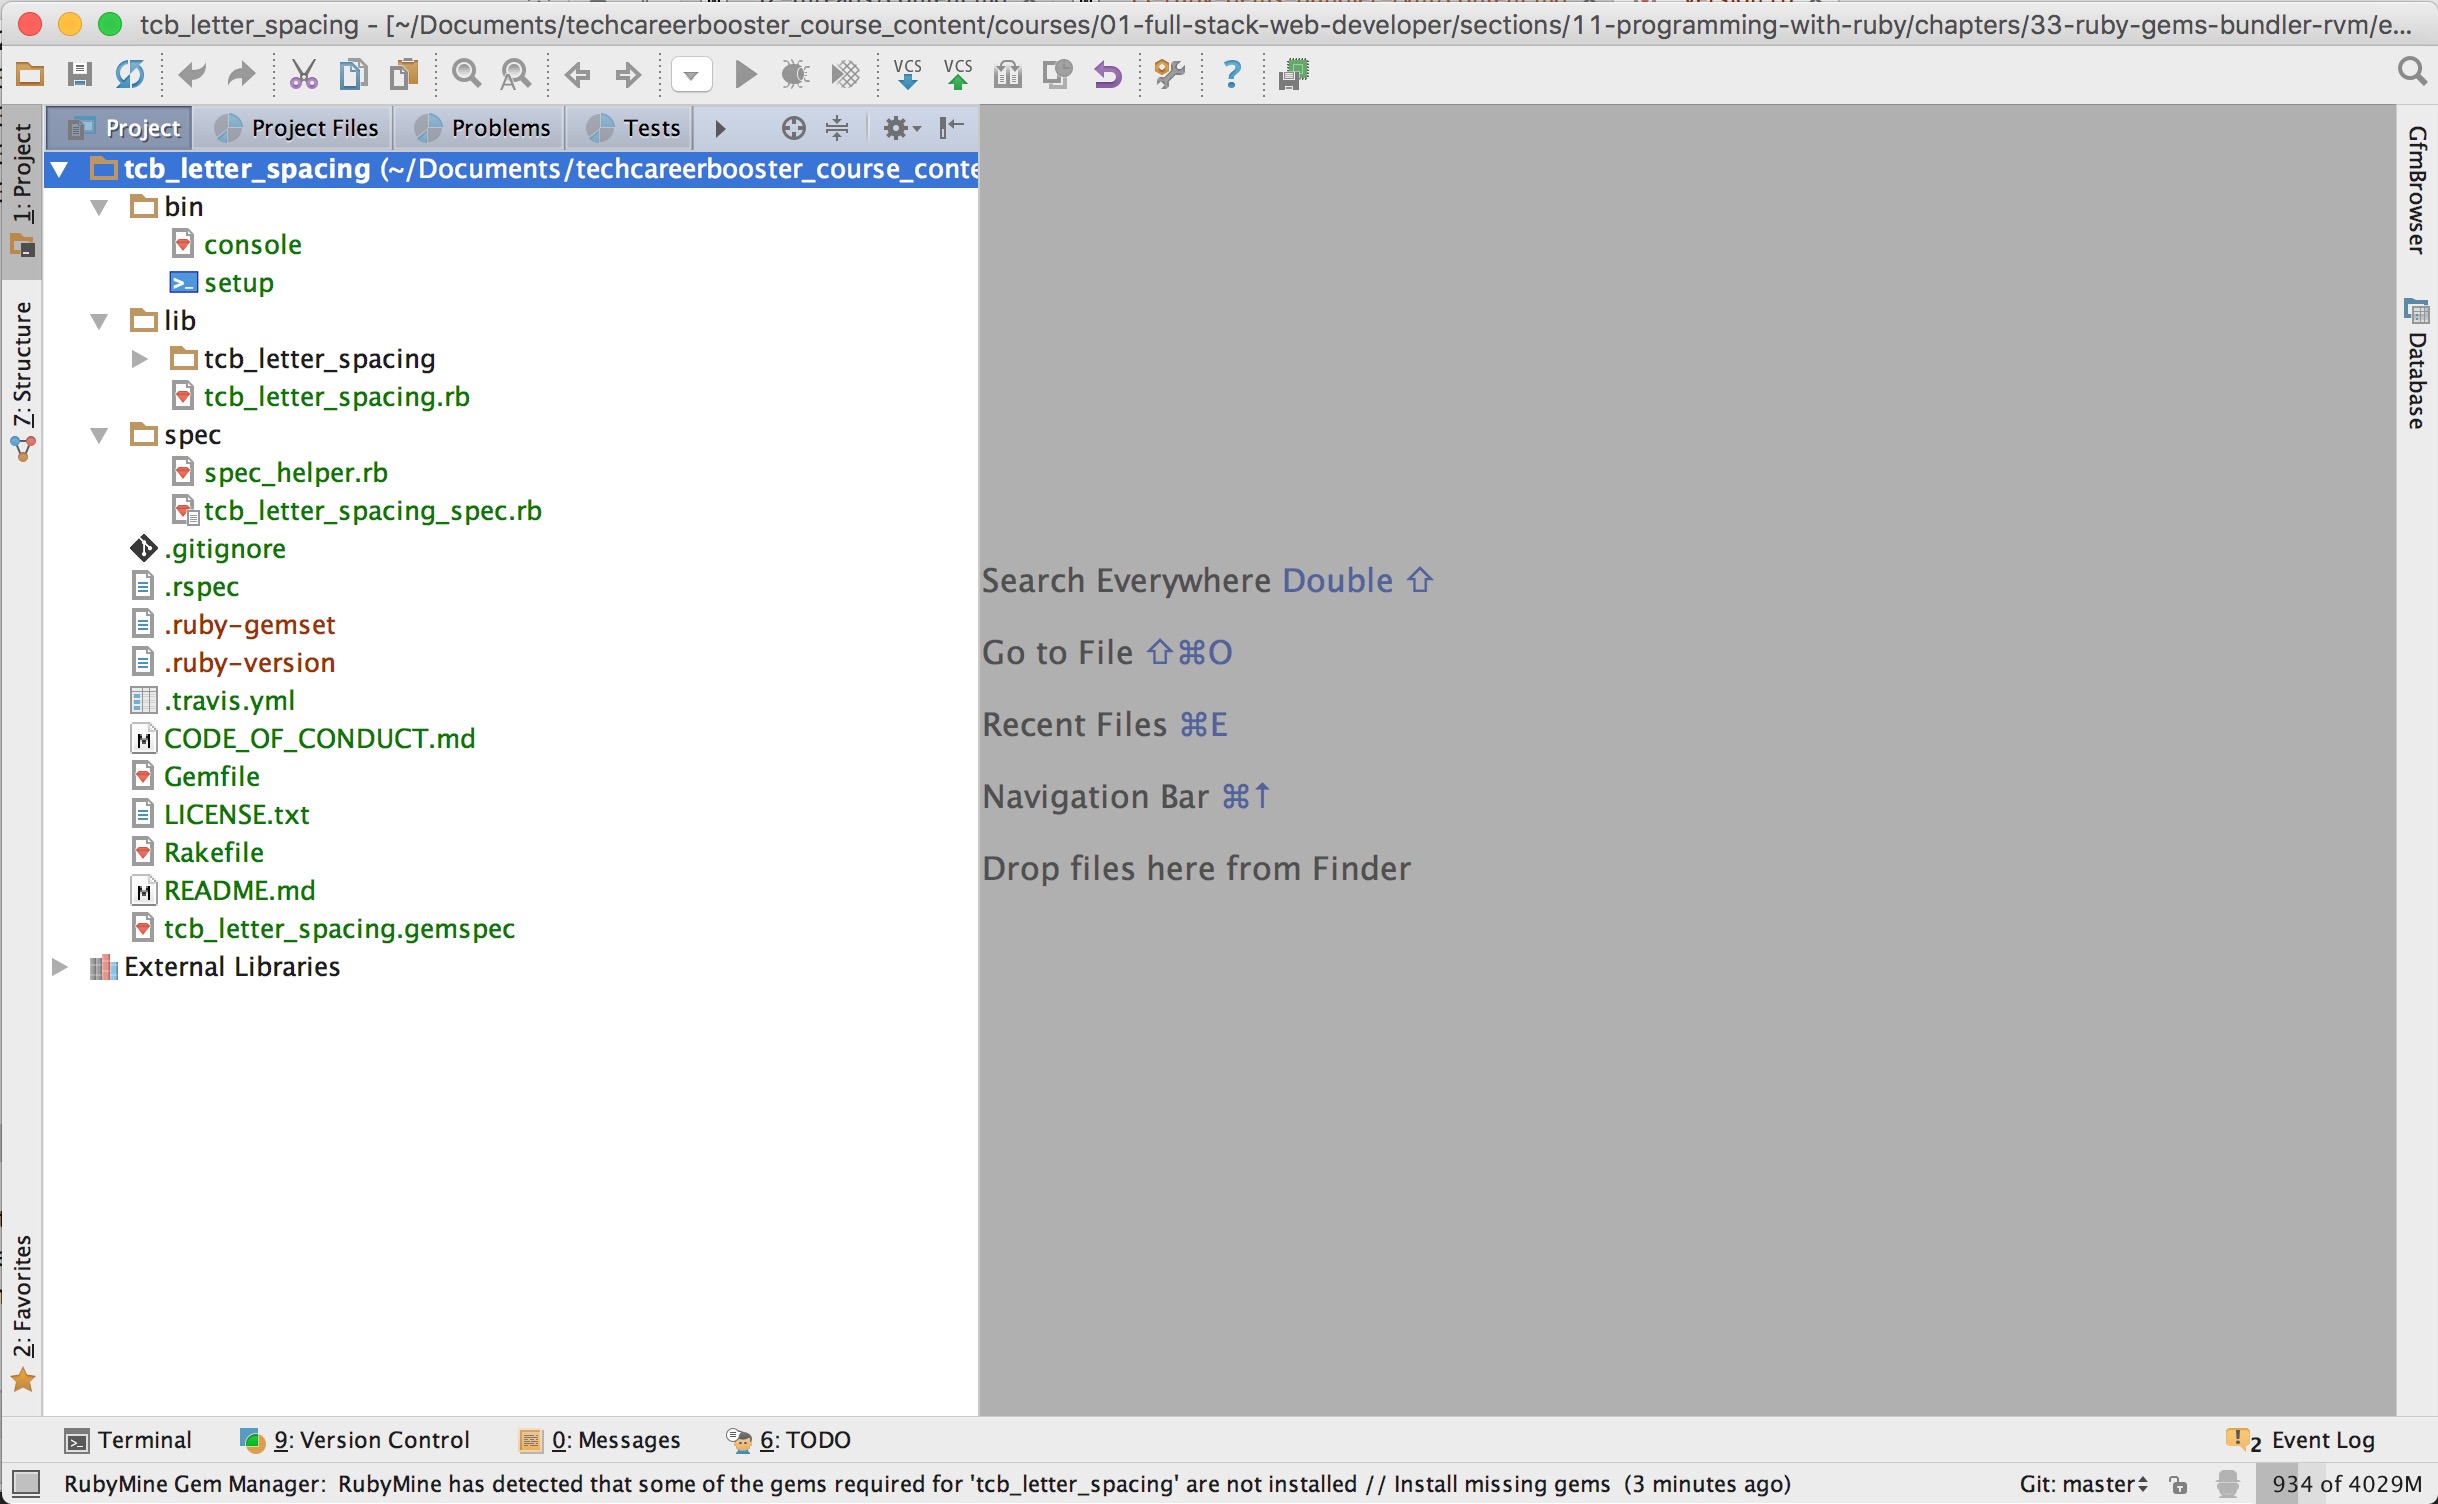 tcb_letter_spacing - [~/Documents/techcareerbooster_course_content/courses/01-full-stack-web-developer/sections/11-programming-with-ruby/chapters/33-ruby-gems-bundler-rvm/e...
VCS VCS
Project Project Files Problems Tests
tcb_letter_spacing (~/Documents/techcareerbooster_course_conte
bin
console
setup
lib
tcb_letter_spacing
tcb_letter_spacing.rb
spec
spec_helper.rb
tcb_letter_spacing_spec.rb
.gitignore
.rspec
.ruby-gemset
.ruby-version
.travis.yml
CODE_OF_CONDUCT.md
Gemfile
LICENSE.txt
Rakefile
README.md
tcb_letter_spacing.gemspec
External Libraries
1: Project
7: Structure
2: Favorites
Search Everywhere Double ⇧
Go to File ⇧⌘O
Recent Files ⌘E
Navigation Bar ⌘↑
Drop files here from Finder
GfmBrowser
Database
Terminal 9: Version Control 0: Messages 6: TODO 2 Event Log
RubyMine Gem Manager: RubyMine has detected that some of the gems required for 'tcb_letter_spacing' are not installed // Install missing gems (3 minutes ago) Git: master 934 of 4029M